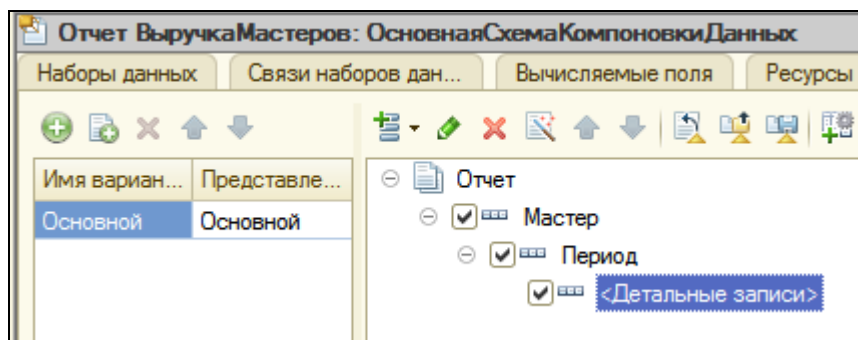 Отчет ВыручкаМастеров: ОсновнаяСхемаКомпоновкиДанных
Наборы данных Связи наборов дан... Вычисляемые поля Ресурсы
Имя вариан... Представле...
Основной Основной
Отчет
Мастер
Период
<Детальные записи>